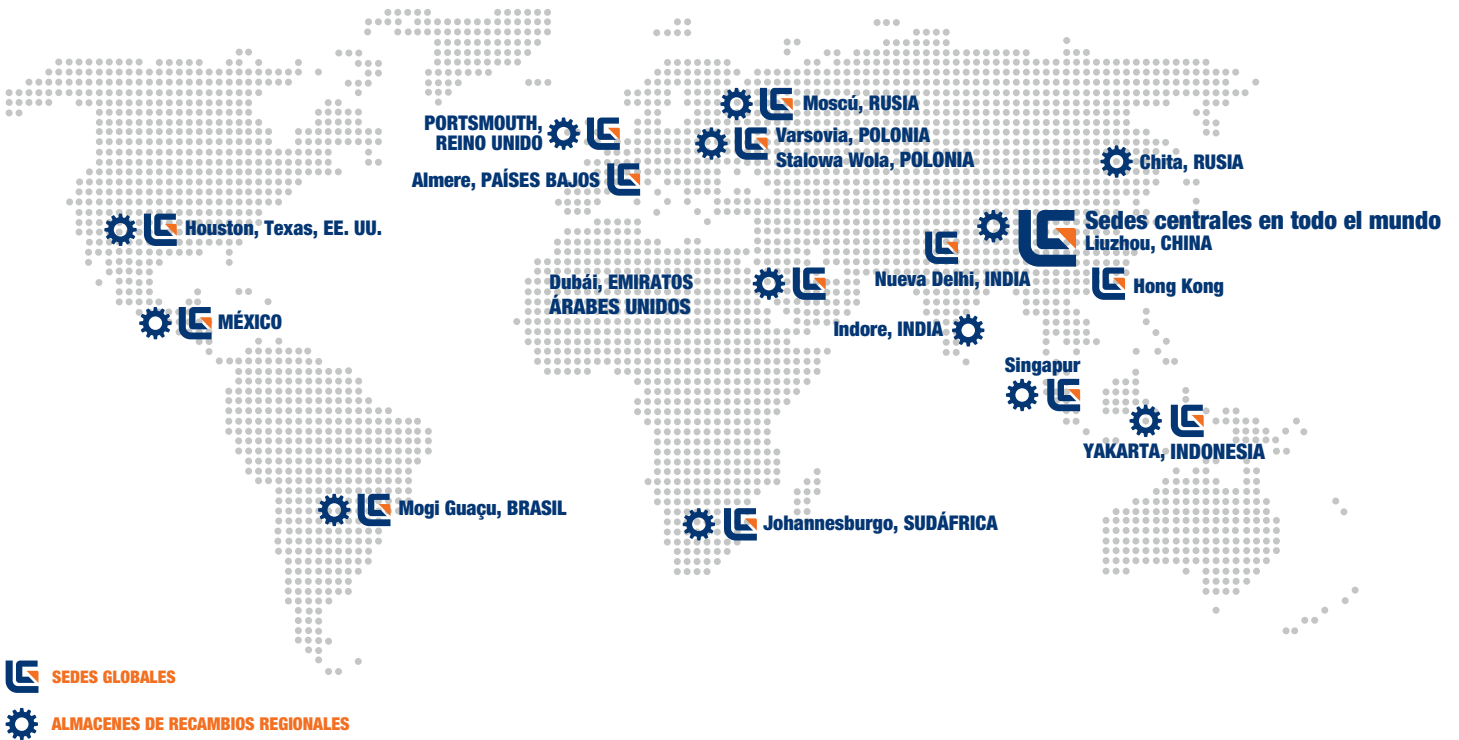 Moscú, RUSIA
PORTSMOUTH,
REINO UNIDO
Varsovia, POLONIA
Stalowa Wola, POLONIA
Chita, RUSIA
Almere, PAÍSES BAJOS
Houston, Texas, EE. UU.
Sedes centrales en todo el mundo
Liuzhou, CHINA
Dubái, EMIRATOS
ÁRABES UNIDOS
Nueva Delhi, INDIA
Hong Kong
MÉXICO
Indore, INDIA
Singapur
YAKARTA, INDONESIA
Mogi Guaçu, BRASIL
Johannesburgo, SUDÁFRICA
SEDES GLOBALES
ALMACENES DE RECAMBIOS REGIONALES